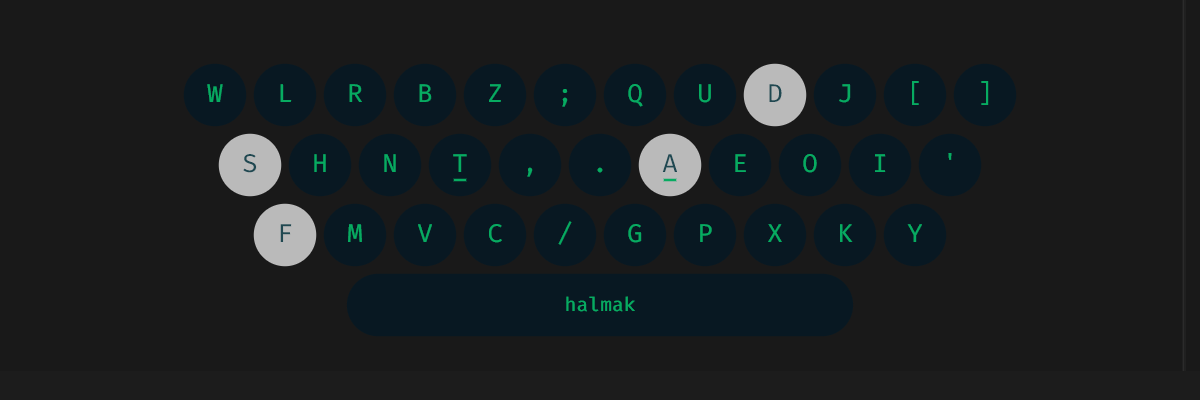 W L R B Z ; Q U D J [ ]
S H N T , . A E O I '
F M V C / G P X K Y
halmak